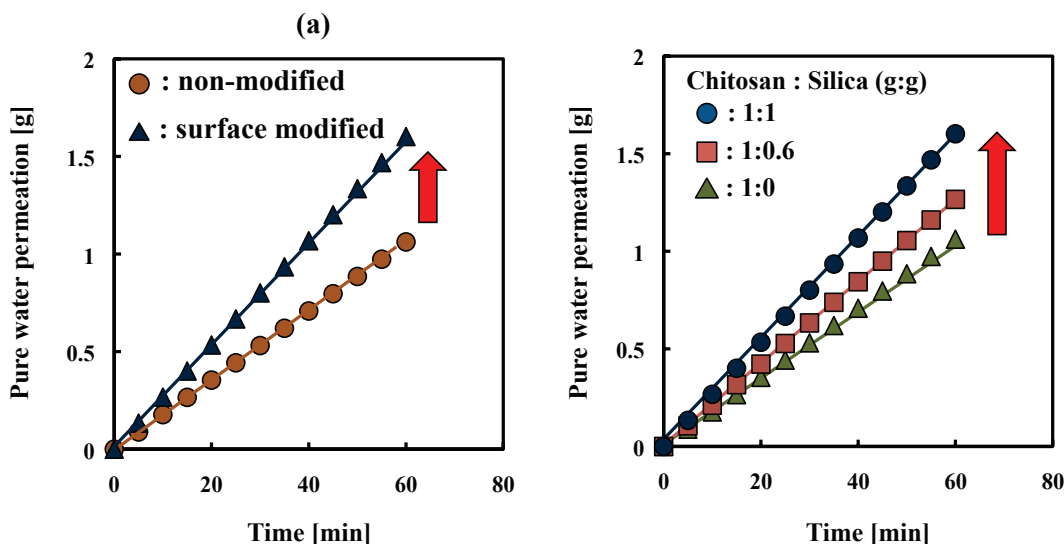 (a)
Pure water permeation [g]
2
1.5
1
0.5
0
: non-modified
: surface modified
0 20 40 60 80
Time [min]
Pure water permeation [g]
2
1.5
1
0.5
0
Chitosan : Silica (g:g)
: 1:1
: 1:0.6
: 1:0
0 20 40 60 80
Time [min]